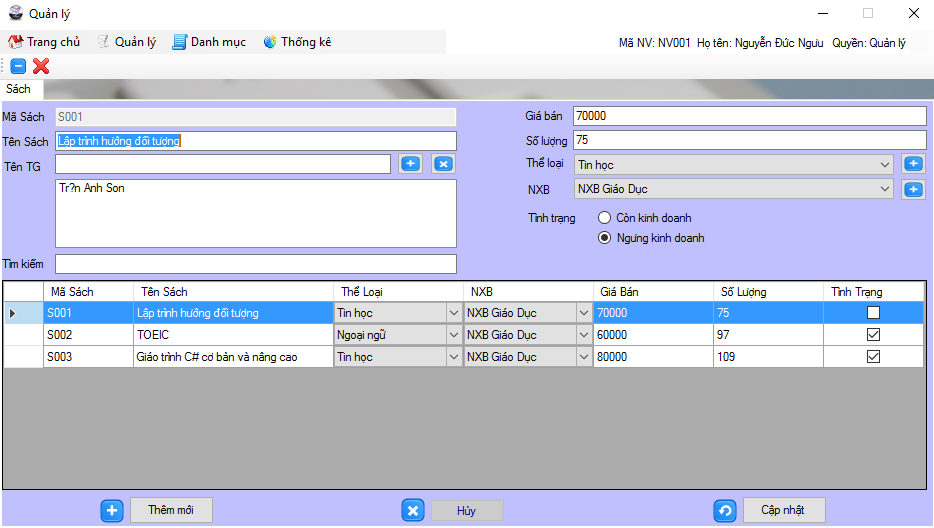 Quản lý
Trang chủ Quản lý Danh mục Thống kê
Mã NV: NV001 Họ tên: Nguyễn Đức Ngưu Quyền: Quản lý
Sách
Mã Sách S001
Tên Sách Lập trình hướng đối tượng
Tên TG
Tr?n Anh Son
Tìm kiếm
Giá bán 70000
Số lượng 75
Thể loại Tin học
NXB NXB Giáo Dục
Tình trạng Còn kinh doanh
Ngưng kinh doanh
Mã Sách Tên Sách Thể Loại NXB Giá Bán Số Lượng Tình Trạng
S001 Lập trình hướng đối tượng Tin học NXB Giáo Dục 70000 75
S002 TOEIC Ngoại ngữ NXB Giáo Dục 60000 97
S003 Giáo trình C# cơ bản và nâng cao Tin học NXB Giáo Dục 80000 109
Thêm mới Hủy Cập nhật